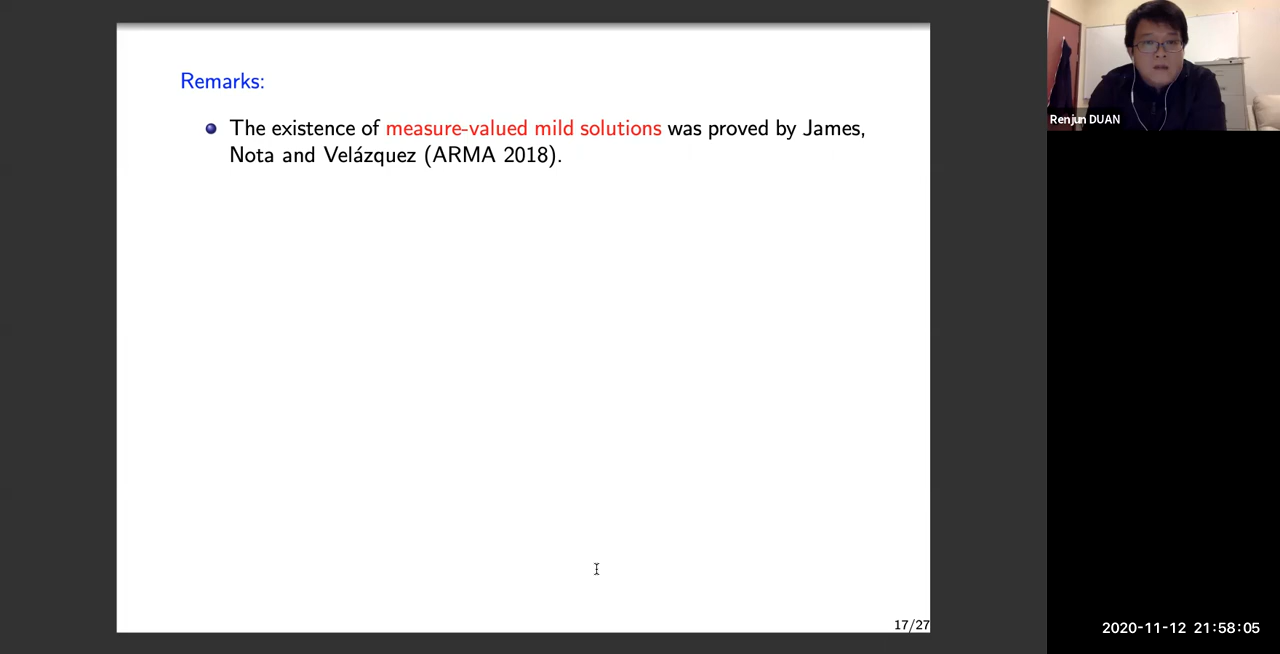 Remarks:
The existence of measure-valued mild solutions was proved by James,
Nota and Velázquez (ARMA 2018).
17/27
Renjun DUAN
2020-11-12 21:58:05